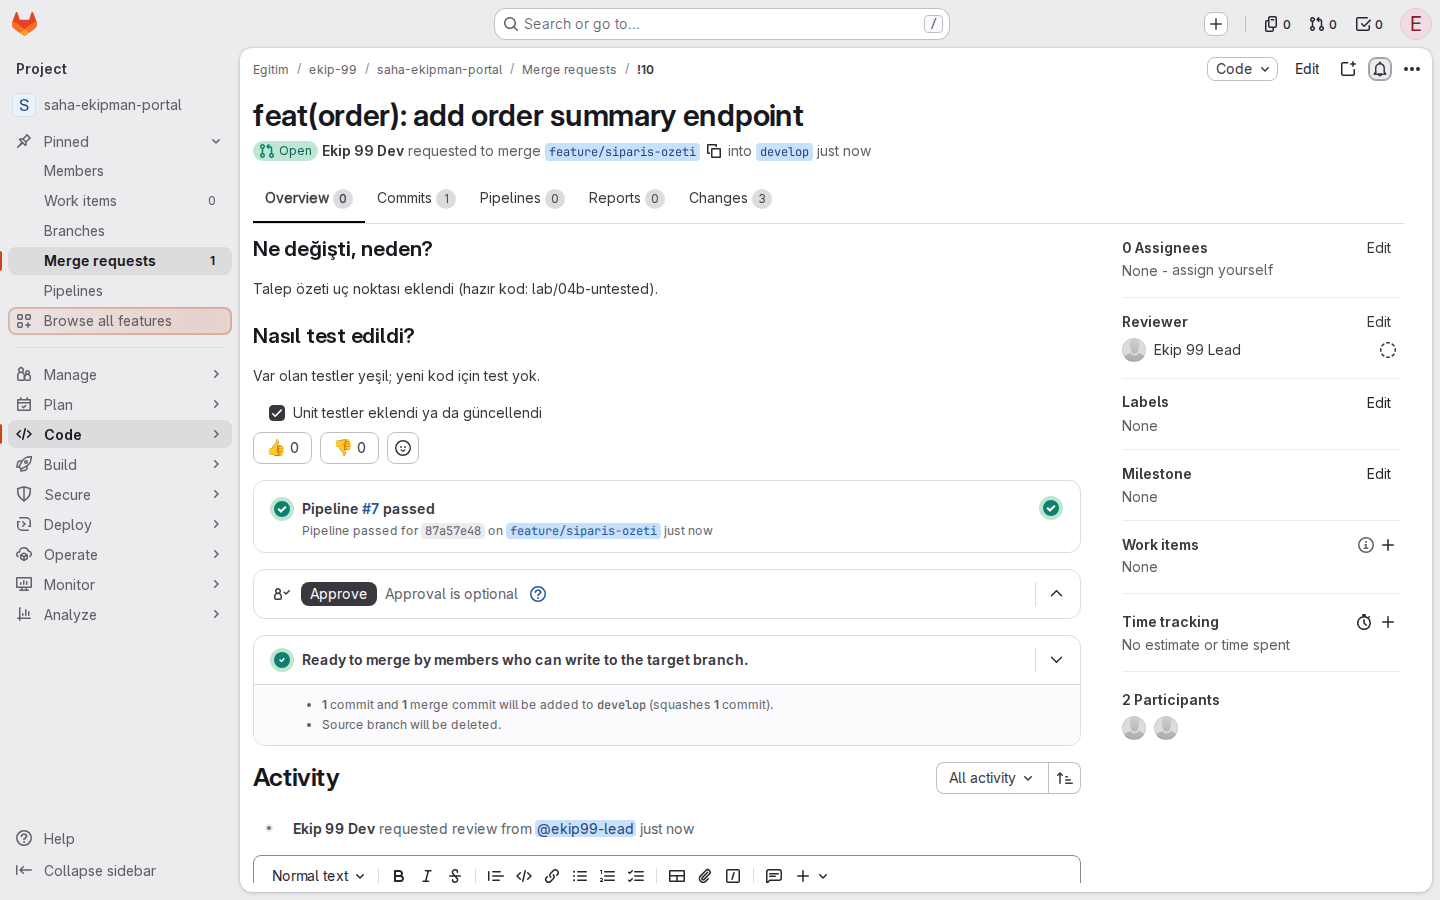 Search or go to...
/
0
0
0
E
Project
S
saha-ekipman-portal
Pinned
Members
Work items 0
Branches
Merge requests 1
Pipelines
Browse all features
Manage
Plan
Code
Build
Secure
Deploy
Operate
Monitor
Analyze
Help
Collapse sidebar
Egitim / ekip-99 / saha-ekipman-portal / Merge requests / !10
Code
Edit
feat(order): add order summary endpoint
Open Ekip 99 Dev requested to merge feature/siparis-ozeti into develop just now
Overview 0
Commits 1
Pipelines 0
Reports 0
Changes 3
Ne değişti, neden?
Talep özeti uç noktası eklendi (hazır kod: lab/04b-untested).
Nasıl test edildi?
Var olan testler yeşil; yeni kod için test yok.
Unit testler eklendi ya da güncellendi
👍 0
👎 0
Pipeline #7 passed
Pipeline passed for 87a57e48 on feature/siparis-ozeti just now
Approve Approval is optional
Ready to merge by members who can write to the target branch.
1 commit and 1 merge commit will be added to develop (squashes 1 commit).
Source branch will be deleted.
Activity
All activity
Ekip 99 Dev requested review from @ekip99-lead just now
Normal text
0 Assignees
Edit
None - assign yourself
Reviewer
Edit
Ekip 99 Lead
Labels
Edit
None
Milestone
Edit
None
Work items
None
Time tracking
No estimate or time spent
2 Participants